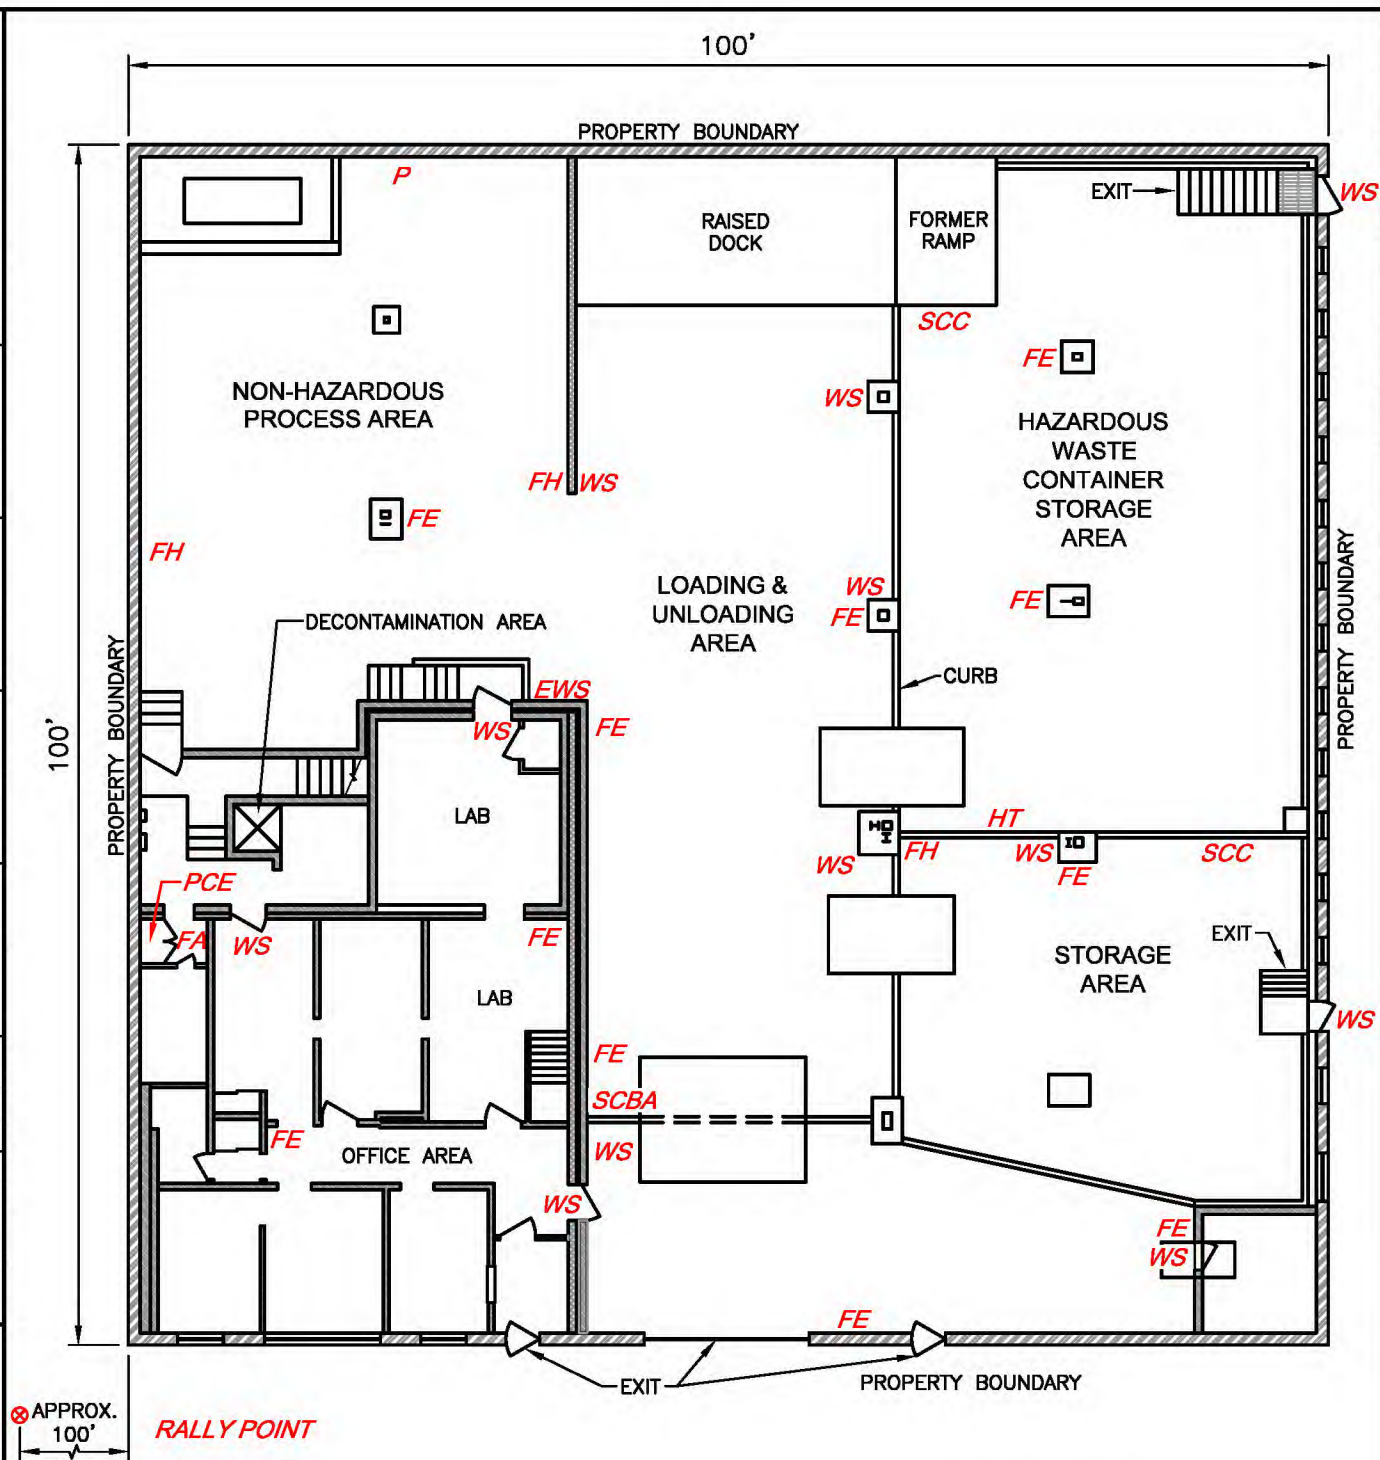 100'
PROPERTY BOUNDARY
P
EXIT
WS
RAISED
DOCK
FORMER
RAMP
SCC
FE
WS
NON-HAZARDOUS
PROCESS AREA
HAZARDOUS
WASTE
CONTAINER
STORAGE
AREA
FH
WS
FE
FH
LOADING &
UNLOADING
AREA
WS
FE
FE
PROPERTY BOUNDARY
DECONTAMINATION AREA
PROPERTY BOUNDARY
100'
CURB
EWS
WS
FE
LAB
HT
WS
FH
WS
FE
SCC
PCE
FA
WS
FE
LAB
STORAGE
AREA
EXIT
WS
FE
SCBA
WS
FE
OFFICE AREA
WS
FE
WS
FE
EXIT
PROPERTY BOUNDARY
APPROX.
100'
RALLY POINT